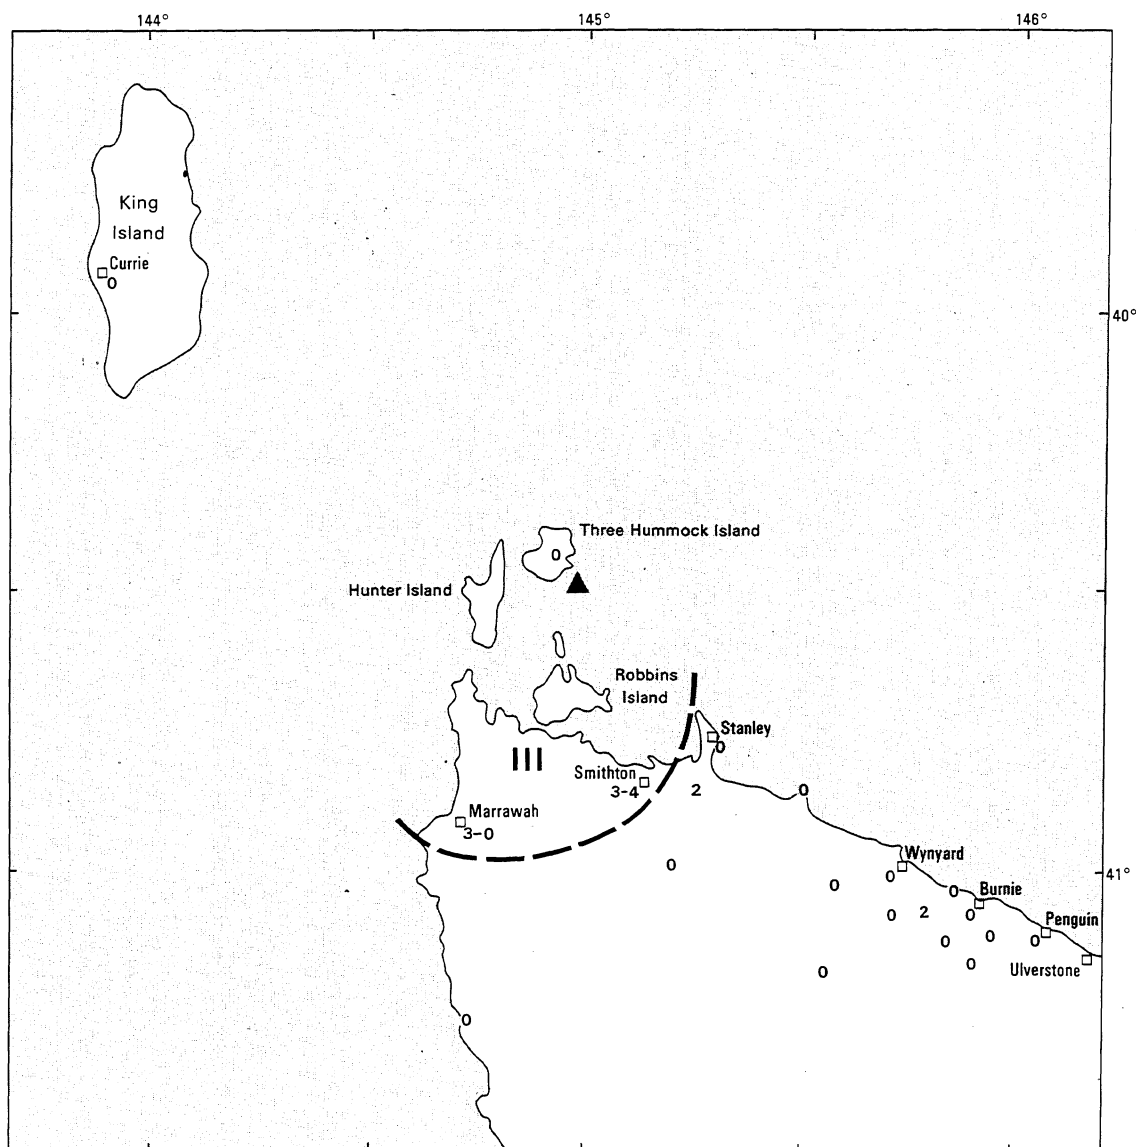 144° 145° 146°
King
Island
Currie
0
40°
Three Hummock Island
0
Hunter Island
Robbins
Island
Stanley
0
III
Smithton
3-4
2
0
Marrawah
3-0
0
Wynyard
0
41°
0
0
Burnie
0
2
0
Penguin
0
0
0
0
0
Ulverstone
0